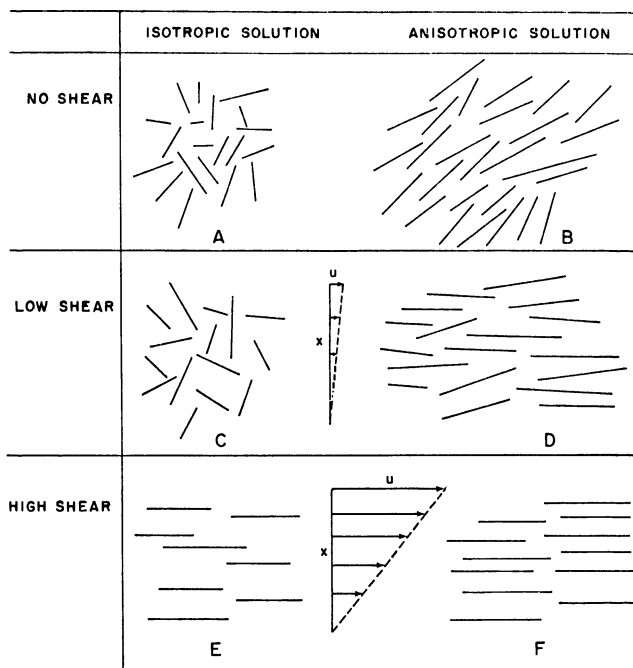 ISOTROPIC SOLUTION ANISOTROPIC SOLUTION
NO SHEAR
A B
LOW SHEAR
u
x
C D
HIGH SHEAR
u
x
E F